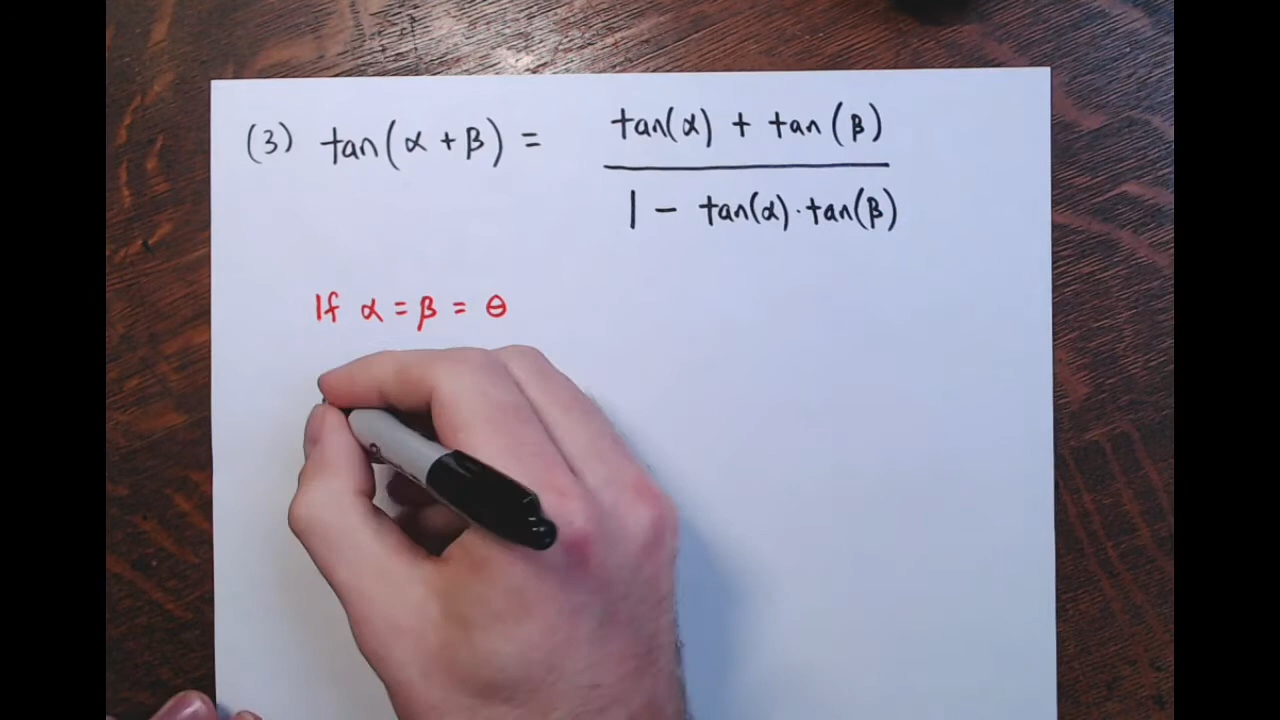 (3) tan(α + β) = tan(α) + tan(β) / 1 - tan(α)·tan(β)
If α = β = θ